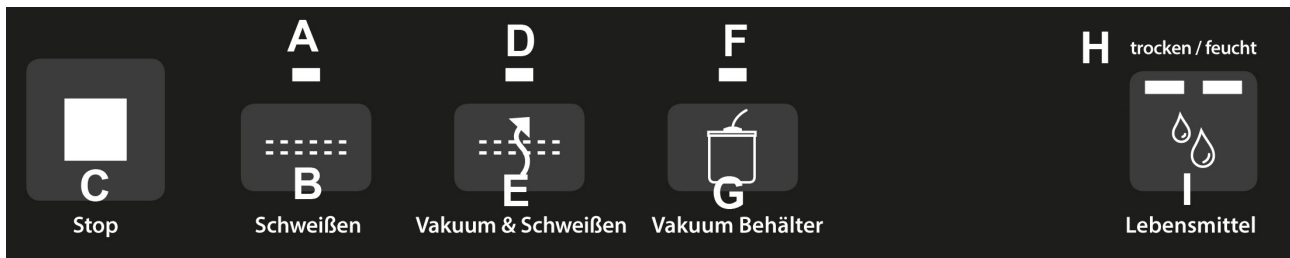 A
D
F
H trocken / feucht
C
B
E
G
I
Stop
Schweißen
Vakuum & Schweißen
Vakuum Behälter
Lebensmittel